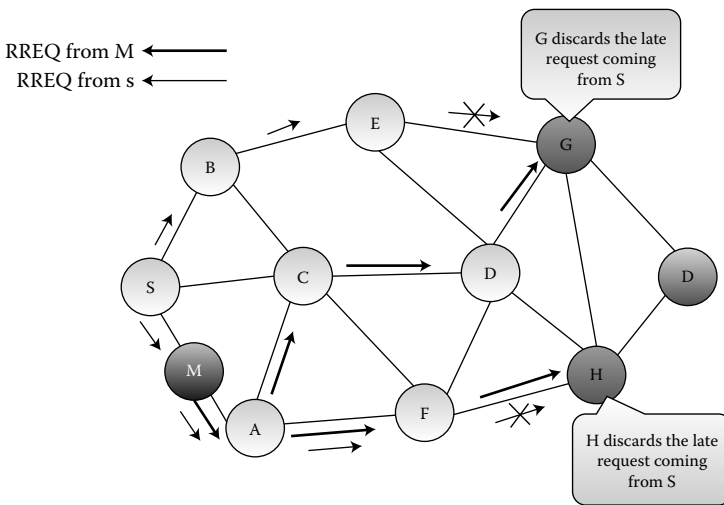 G discards the late
request coming
from S
RREQ from M
RREQ from s
E
G
B
C
D
D
S
M
H
F
A
H discards the late
request coming
from S